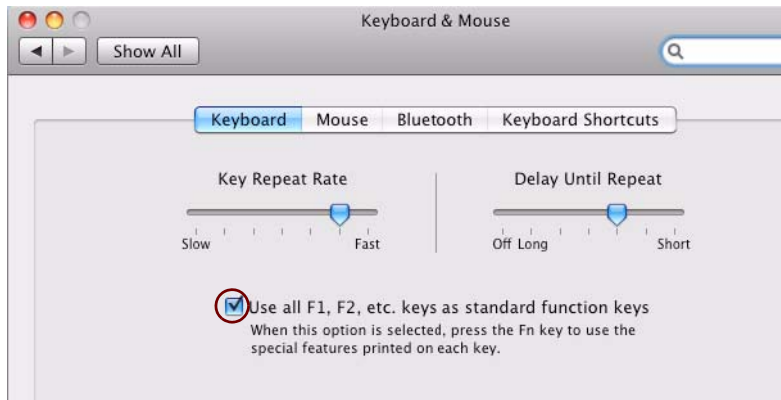 Keyboard & Mouse
Show All
Keyboard Mouse Bluetooth Keyboard Shortcuts
Key Repeat Rate Delay Until Repeat
Slow Fast Off Long Short
Use all F1, F2, etc. keys as standard function keys
When this option is selected, press the Fn key to use the
special features printed on each key.